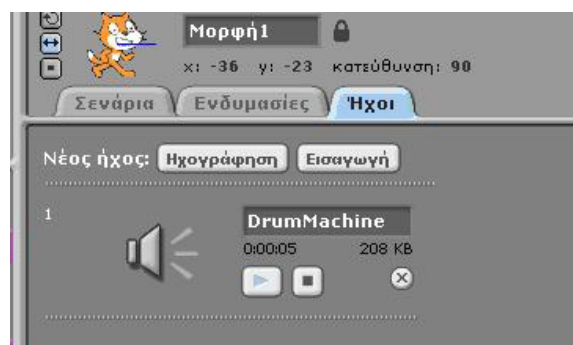 Μορφή1
x: -36 y: -23 κατεύθυνση: 90
Σενάρια Ενδυμασίες Ήχοι
Νέος ήχος: Ηχογράφηση Εισαγωγή
1
DrumMachine
0:00:05 208 KB